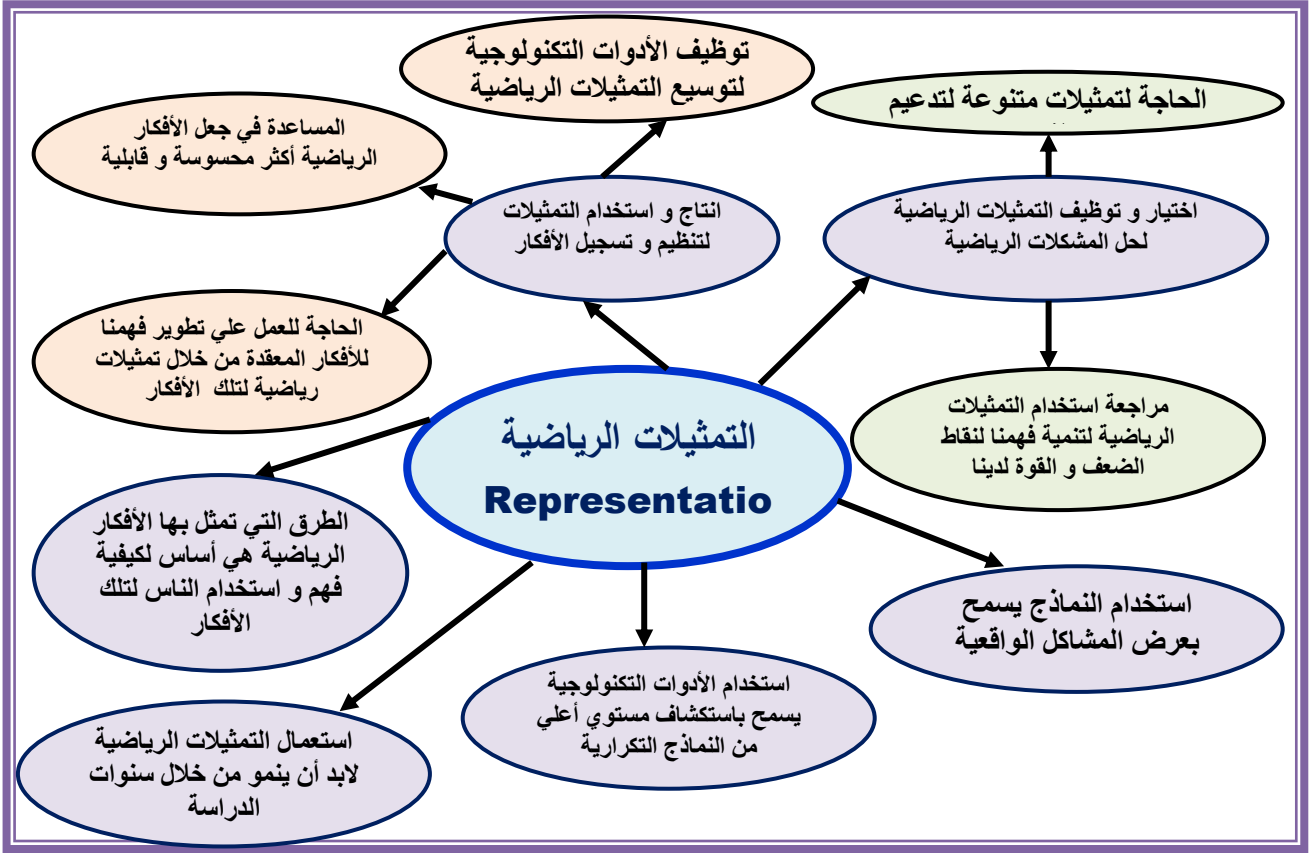 توظيف الأدوات التكنولوجية
لتوسيع التمثيلات الرياضية
الحاجة لتمثيلات متنوعة لتدعيم
المساعدة في جعل الأفكار
الرياضية أكثر محسوسة و قابلية
انتاج و استخدام التمثيلات
لتنظيم و تسجيل الأفكار
اختيار و توظيف التمثيلات الرياضية
لحل المشكلات الرياضية
الحاجة للعمل علي تطوير فهمنا
للأفكار المعقدة من خلال تمثيلات
رياضية لتلك الأفكار
مراجعة استخدام التمثيلات
الرياضية لتنمية فهمنا لنقاط
الضعف و القوة لدينا
التمثيلات الرياضية
Representatio
الطرق التي تمثل بها الأفكار
الرياضية هي أساس لكيفية
فهم و استخدام الناس لتلك
الأفكار
استخدام النماذج يسمح
بعرض المشاكل الواقعية
استخدام الأدوات التكنولوجية
يسمح باستكشاف مستوي أعلي
من النماذج التكرارية
استعمال التمثيلات الرياضية
لابد أن ينمو من خلال سنوات
الدراسة